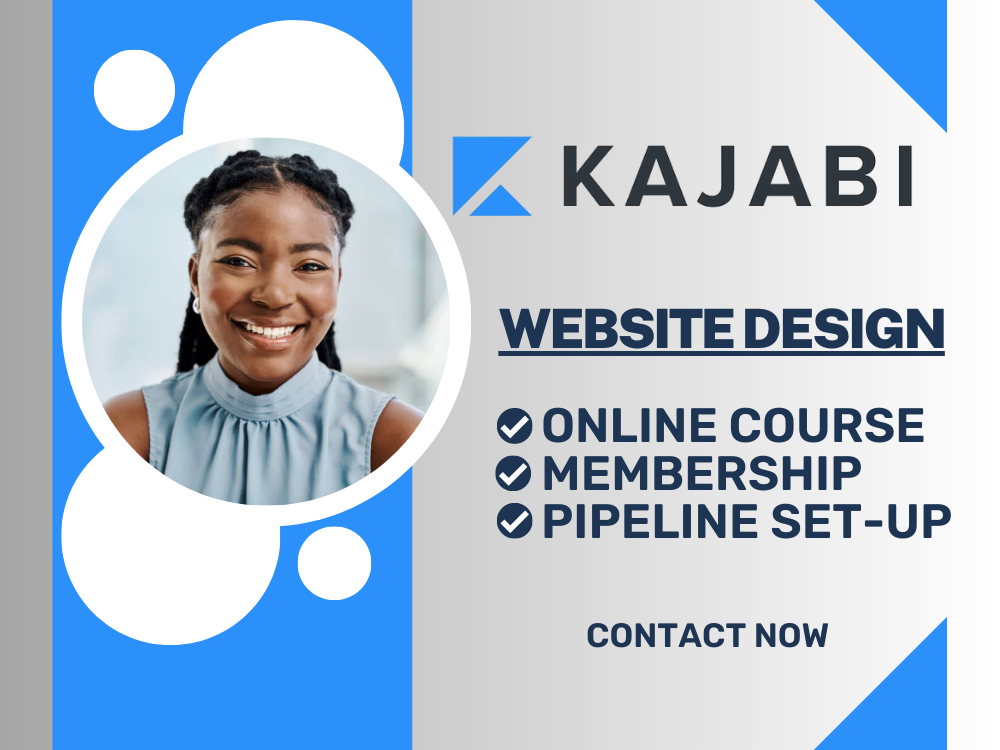 KAJABI
WEBSITE DESIGN
ONLINE COURSE
MEMBERSHIP
PIPELINE SET-UP
CONTACT NOW